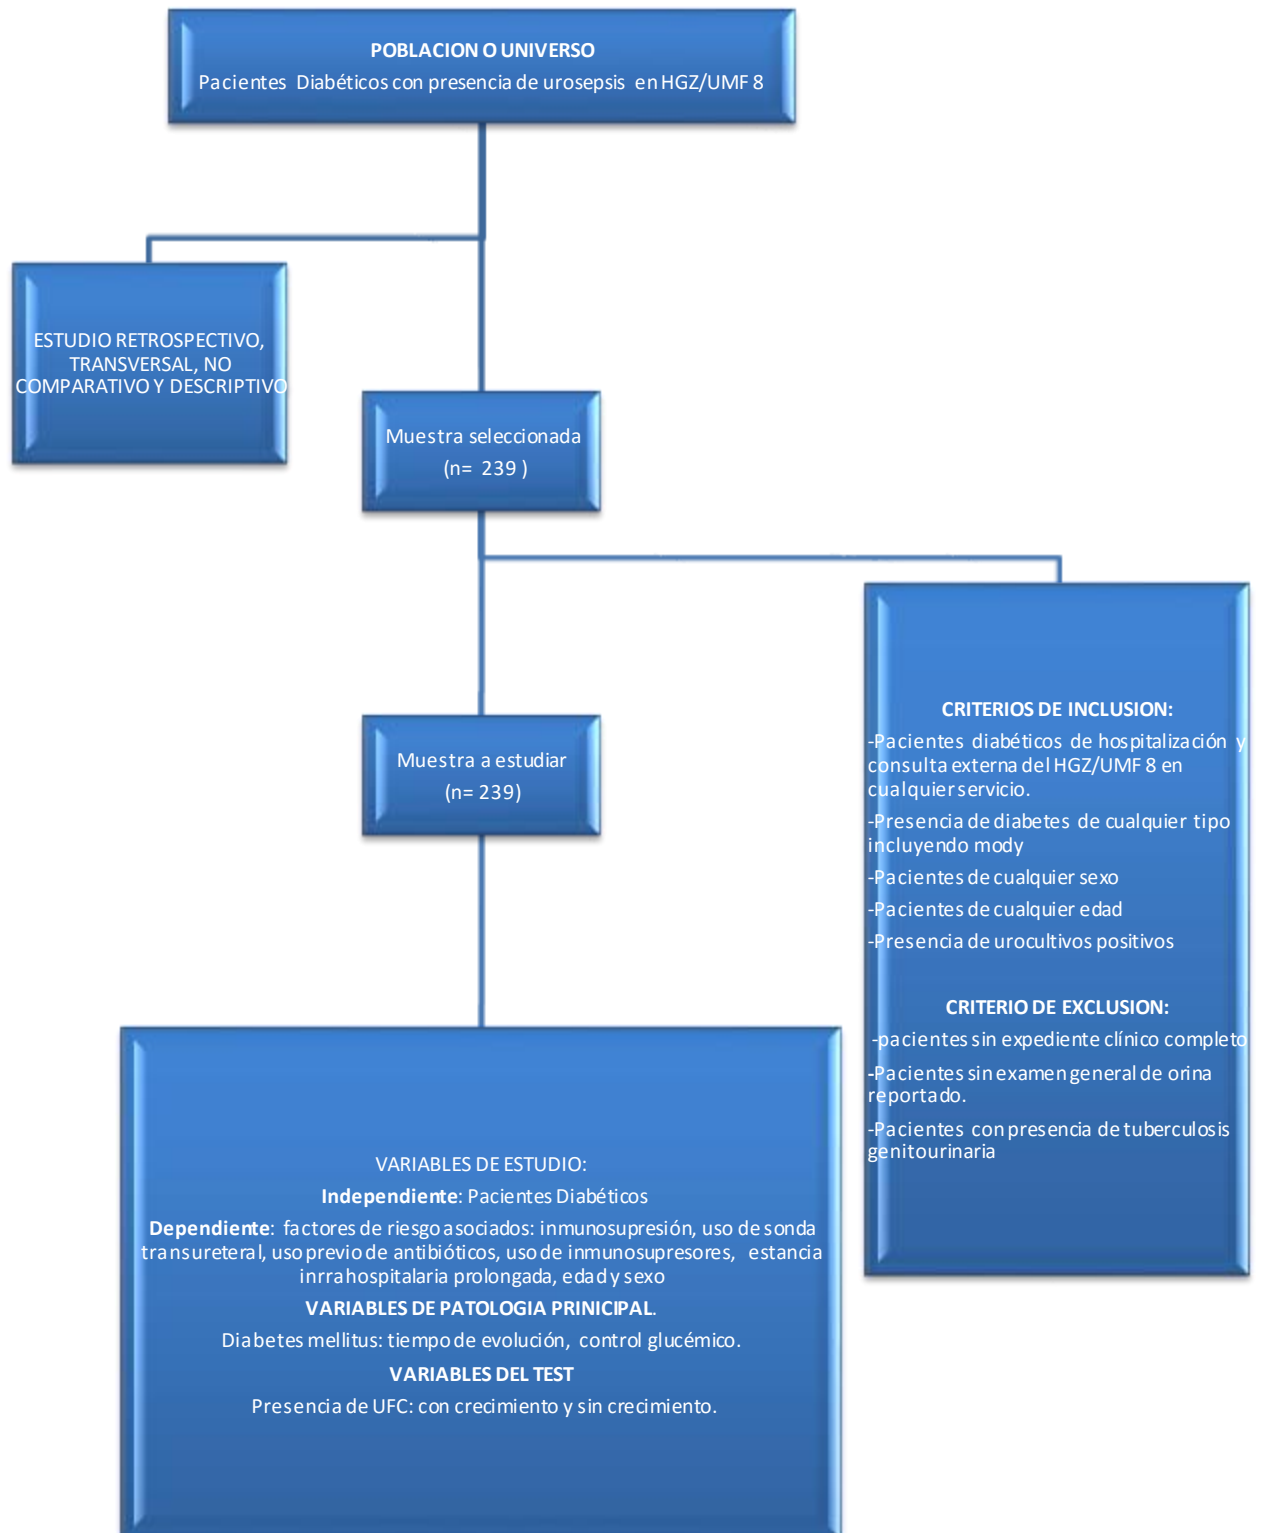 POBLACION O UNIVERSO
Pacientes Diabéticos con presencia de urosepsis en HGZ/UMF 8
ESTUDIO RETROSPECTIVO,
TRANSVERSAL, NO
COMPARATIVO Y DESCRIPTIVO
Muestra seleccionada
(n= 239 )
Muestra a estudiar
(n= 239)
CRITERIOS DE INCLUSION:
-Pacientes diabéticos de hospitalización y
consulta externa del HGZ/UMF 8 en
cualquier servicio.
-Presencia de diabetes de cualquier tipo
incluyendo mody
-Pacientes de cualquier sexo
-Pacientes de cualquier edad
-Presencia de urocultivos positivos
CRITERIO DE EXCLUSION:
-pacientes sin expediente clínico completo
-Pacientes sin examen general de orina
reportado.
-Pacientes con presencia de tuberculosis
genitourinaria
VARIABLES DE ESTUDIO:
Independiente: Pacientes Diabéticos
Dependiente: factores de riesgo asociados: inmunosupresión, uso de sonda
transureteral, uso previo de antibióticos, uso de inmunosupresores, estancia
inrrahospitalaria prolongada, edad y sexo
VARIABLES DE PATOLOGIA PRINICIPAL.
Diabetes mellitus: tiempo de evolución, control glucémico.
VARIABLES DEL TEST
Presencia de UFC: con crecimiento y sin crecimiento.